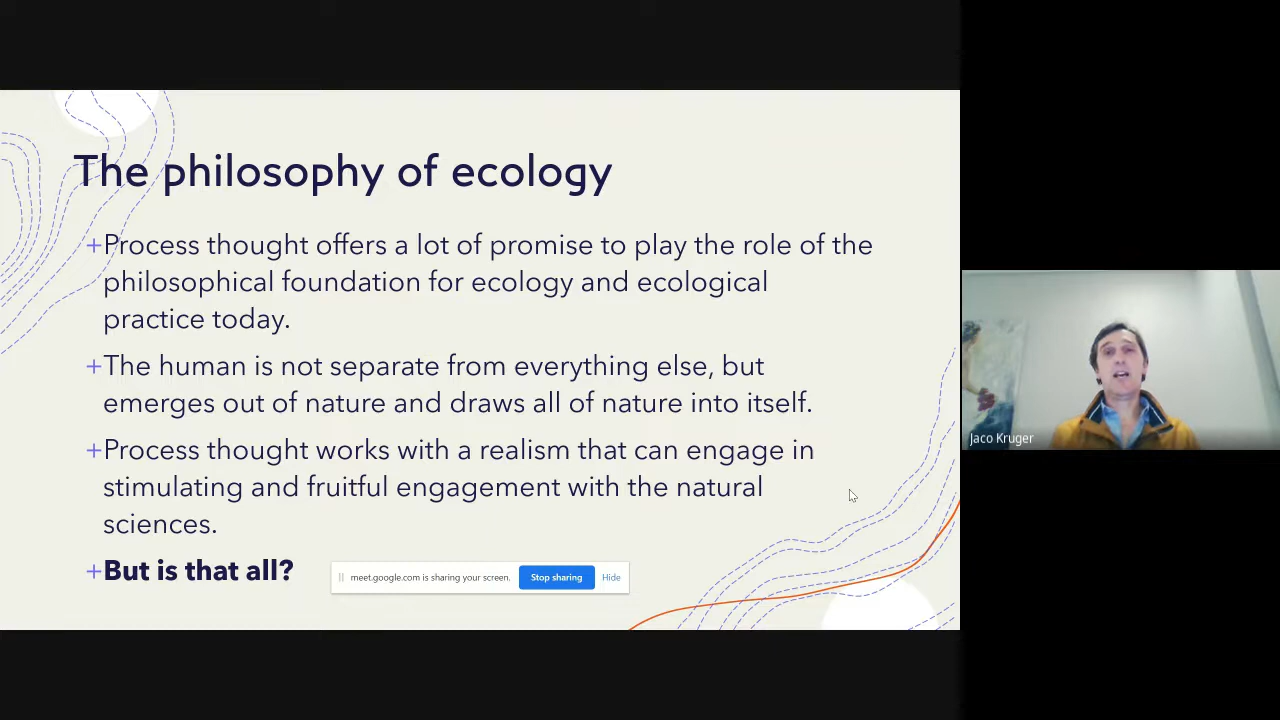 The philosophy of ecology
+Process thought offers a lot of promise to play the role of the
philosophical foundation for ecology and ecological
practice today.
+The human is not separate from everything else, but
emerges out of nature and draws all of nature into itself.
+Process thought works with a realism that can engage in
stimulating and fruitful engagement with the natural
sciences.
+But is that all?
meet.google.com is sharing your screen. Stop sharing Hide
Jaco Kruger